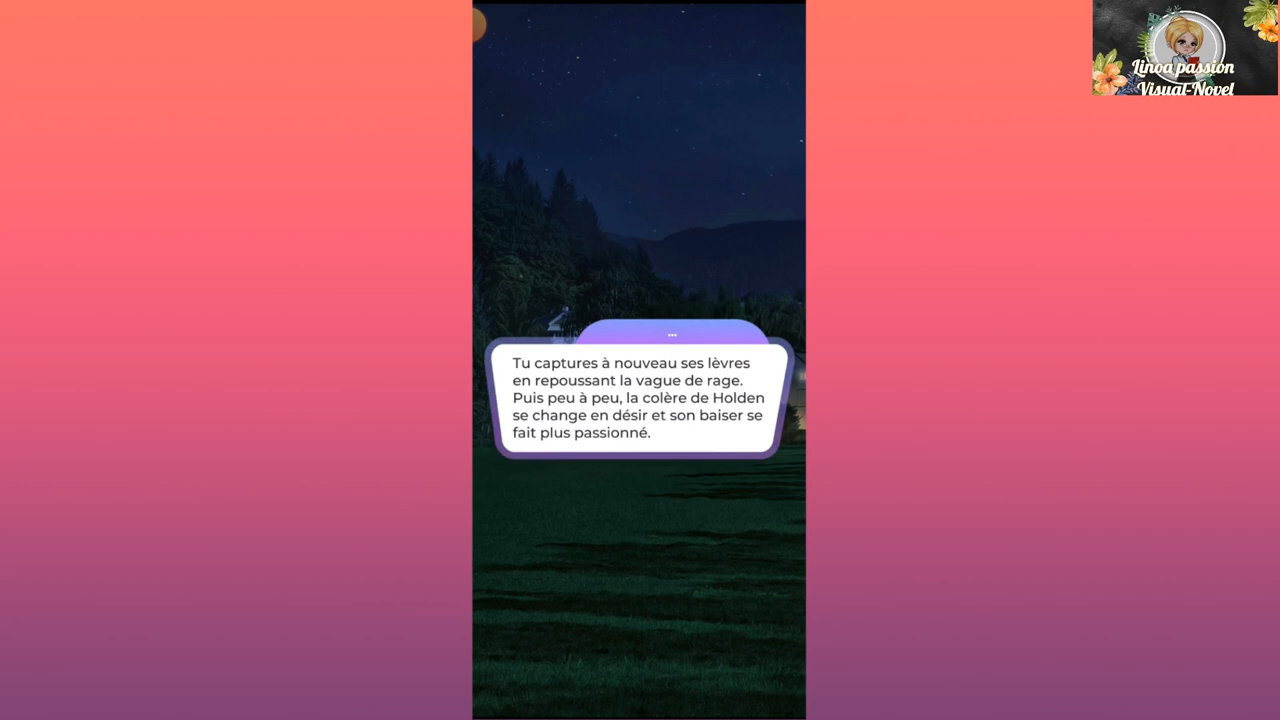 Linoa passion
Visual-Novel
...
Tu captures à nouveau ses lèvres
en repoussant la vague de rage.
Puis peu à peu, la colère de Holden
se change en désir et son baiser se
fait plus passionné.